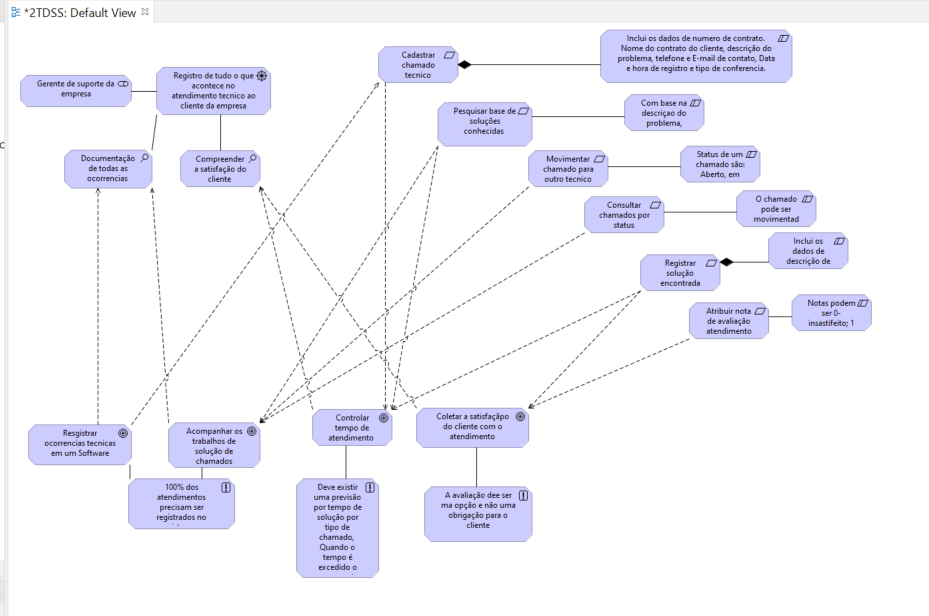 *2TDSS: Default View
Cadastrar
chamado
tecnico
Inclui os dados de numero de contrato.
Nome do contrato do cliente, descrição do
problema, telefone e E-mail de contato, Data
e hora de registro e tipo de conferencia.
Gerente de suporte da
empresa
Registro de tudo o que
acontece no
atendimento tecnico ao
cliente da empresa
Pesquisar base de
soluções
conhecidas
Com base na
descriçao do
problema,
Documentação
de todas as
ocorrencias
Compreender
a satisfação do
cliente
Movimentar
chamado para
outro tecnico
Status de um
chamado são:
Aberto, em
Consultar
chamados por
status
O chamado
pode ser
movimentad
Registrar
solução
encontrada
Inclui os
dados de
descrição de
Atribuir nota
de avaliação
atendimento
Notas podem
ser 0-
insastifeito; 1
Resgistrar
ocorrencias tecnicas
em um Software
Acompanhar os
trabalhos de
solução de
chamados
Controlar
tempo de
atendimento
Coletar a satisfaçãpo
do cliente com o
atendimento
100% dos
atendimentos
precisam ser
registrados no
Deve existir
uma previsão
por tempo de
solução por
tipo de
chamado,
Quando o
tempo é
excedido o
A avaliação dee ser
ma opção e não uma
obrigação para o
cliente